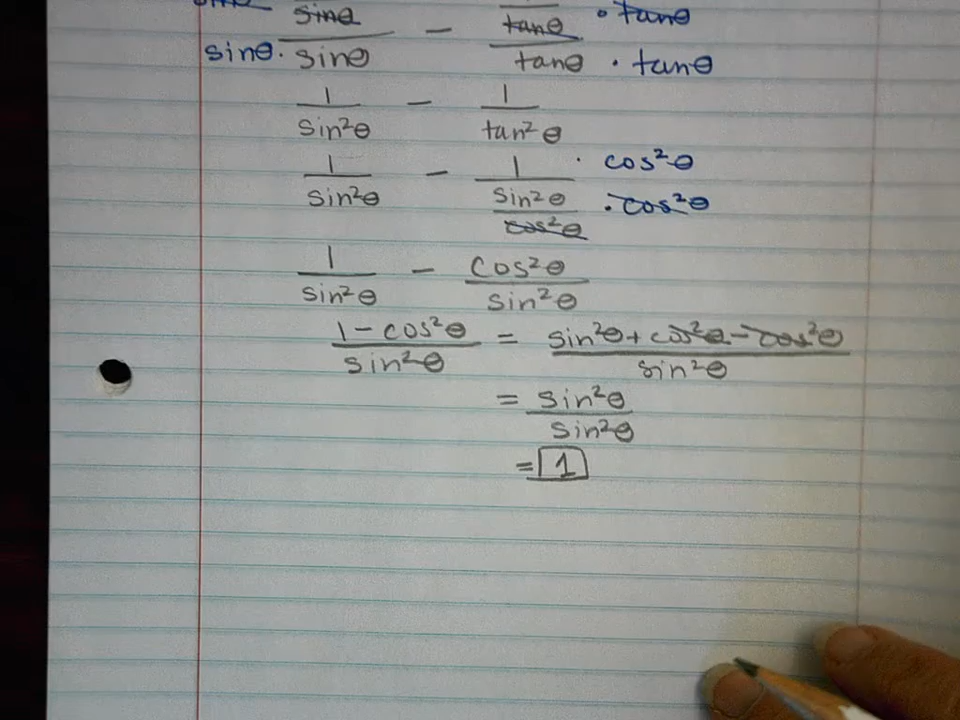 sinθ — tanθ · tanθ
sinθ · sinθ tanθ · tanθ
1/sin²θ — 1/tan²θ
1/sin²θ — 1/(sin²θ/cos²θ) · cos²θ/· cos²θ
1/sin²θ — cos²θ/sin²θ
(1 - cos²θ)/sin²θ = (sin²θ + cos²θ - cos²θ)/sin²θ
= sin²θ/sin²θ
= 1